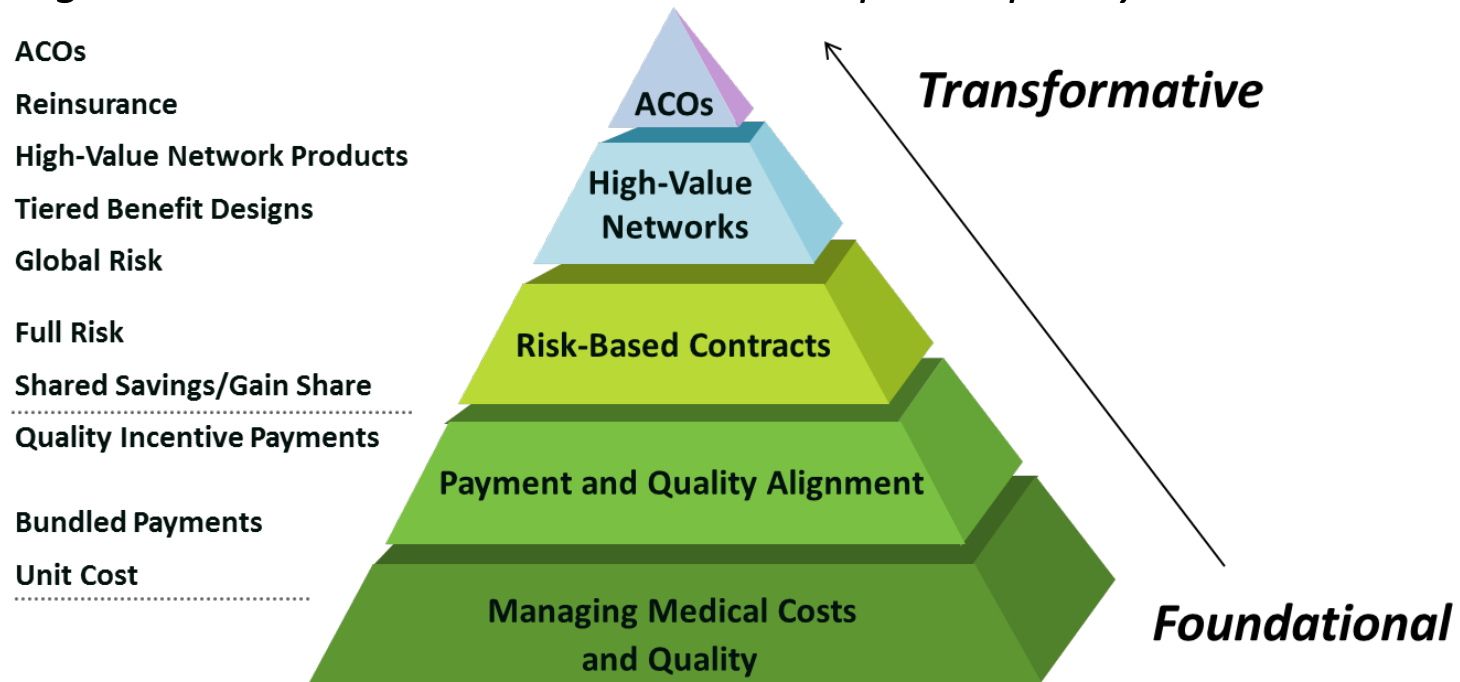 ACOs
Reinsurance
High-Value Network Products
Tiered Benefit Designs
Global Risk
Full Risk
Shared Savings/Gain Share
Quality Incentive Payments
Bundled Payments
Unit Cost
ACOs
High-Value
Networks
Risk-Based Contracts
Payment and Quality Alignment
Managing Medical Costs
and Quality
Transformative
Foundational